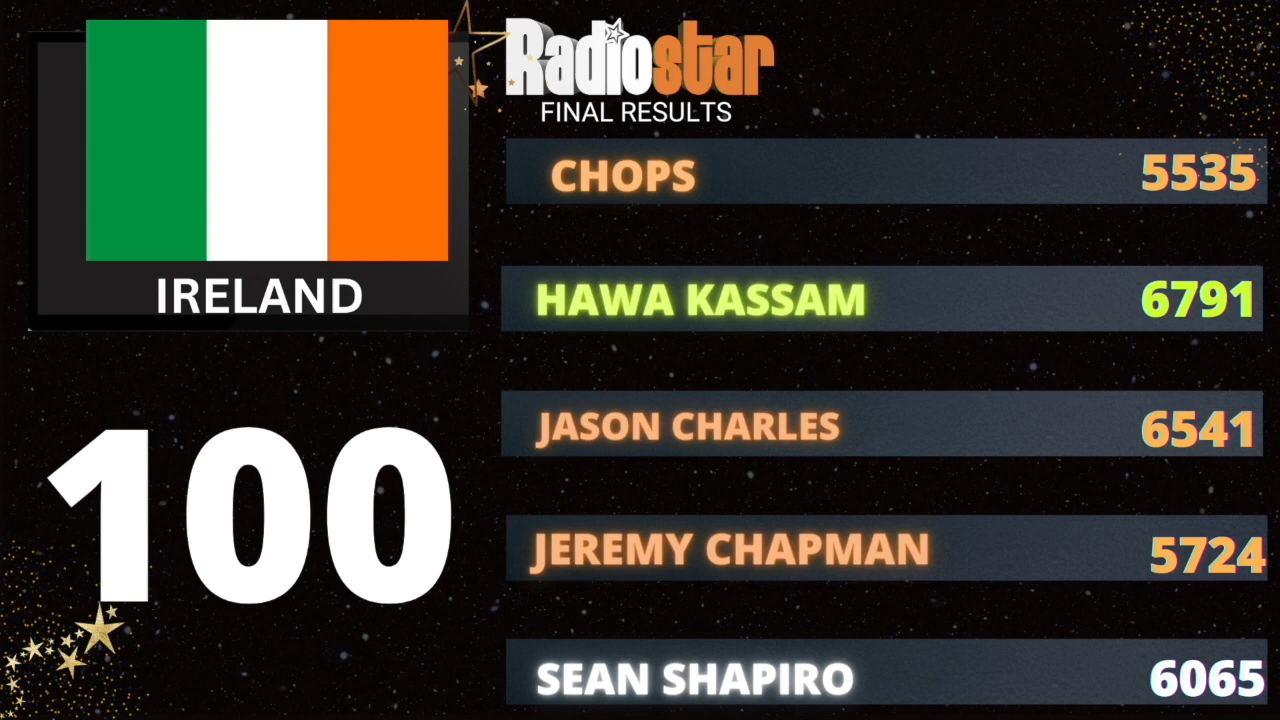 Radiostar
FINAL RESULTS
IRELAND
100
CHOPS 5535
HAWA KASSAM 6791
JASON CHARLES 6541
JEREMY CHAPMAN 5724
SEAN SHAPIRO 6065